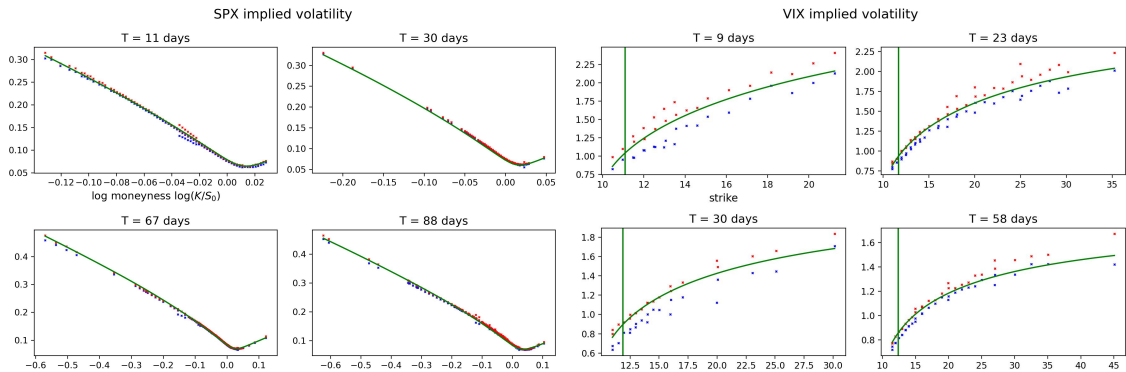 SPX implied volatility
VIX implied volatility
T = 11 days
T = 30 days
T = 9 days
T = 23 days
0.30
0.25
0.20
0.15
0.10
0.05
−0.12 −0.10 −0.08 −0.06 −0.04 −0.02 0.00 0.02
log moneyness log(K/S₀)
0.30
0.25
0.20
0.15
0.10
0.05
−0.20 −0.15 −0.10 −0.05 0.00 0.05
2.25
2.00
1.75
1.50
1.25
1.00
0.75
10 12 14 16 18 20
strike
2.25
2.00
1.75
1.50
1.25
1.00
0.75
10 15 20 25 30 35
T = 67 days
T = 88 days
T = 30 days
T = 58 days
0.4
0.3
0.2
0.1
−0.6 −0.5 −0.4 −0.3 −0.2 −0.1 0.0 0.1
0.4
0.3
0.2
0.1
−0.6 −0.5 −0.4 −0.3 −0.2 −0.1 0.0 0.1
1.8
1.6
1.4
1.2
1.0
0.8
0.6
12.5 15.0 17.5 20.0 22.5 25.0 27.5 30.0
1.6
1.4
1.2
1.0
0.8
15 20 25 30 35 40 45